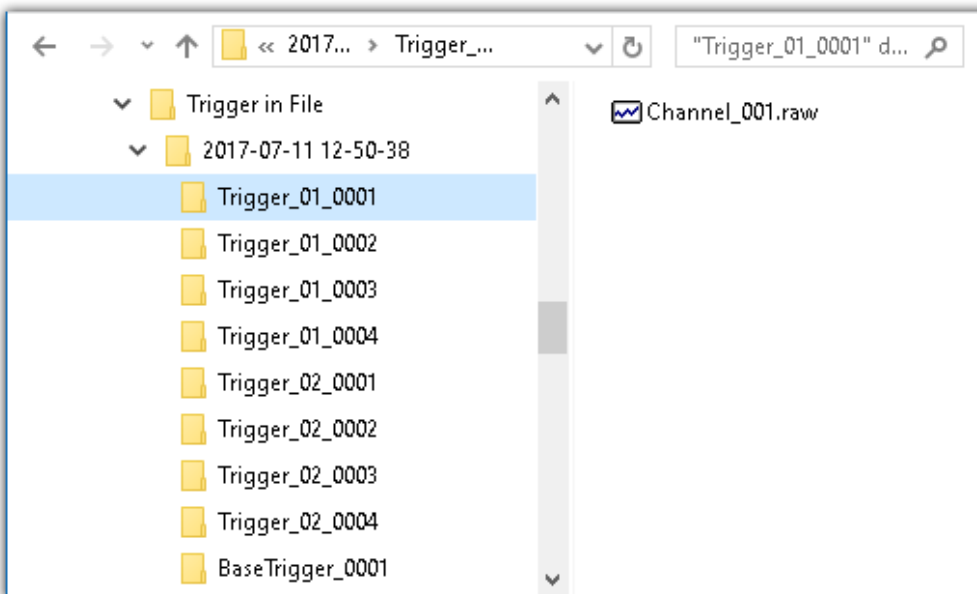 « 2017... > Trigger_...
"Trigger_01_0001" d...
Trigger in File
2017-07-11 12-50-38
Trigger_01_0001
Trigger_01_0002
Trigger_01_0003
Trigger_01_0004
Trigger_02_0001
Trigger_02_0002
Trigger_02_0003
Trigger_02_0004
BaseTrigger_0001
Channel_001.raw